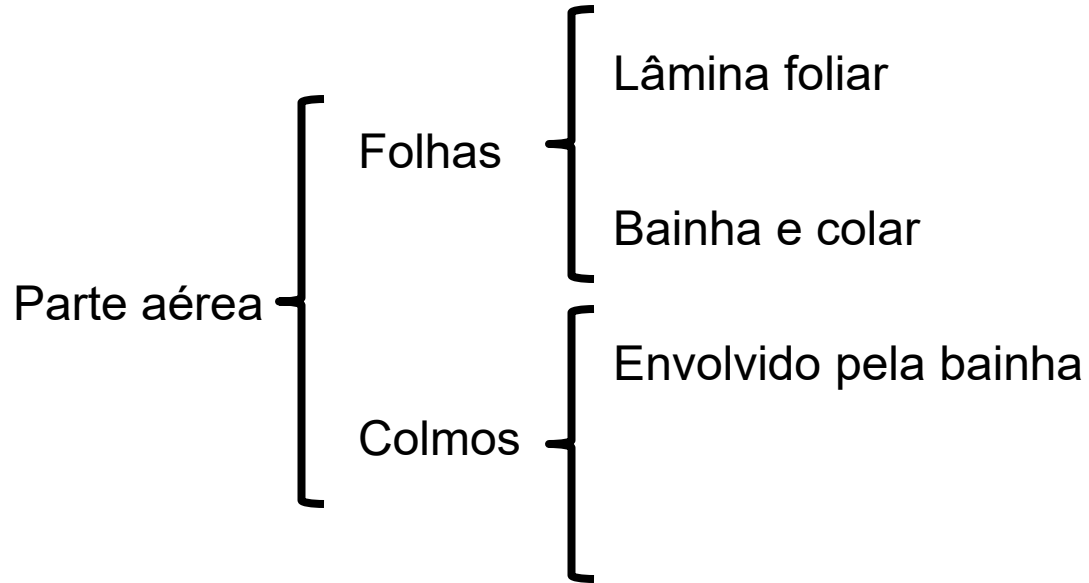 Lâmina foliar
Folhas
Bainha e colar
Parte aérea
Envolvido pela bainha
Colmos